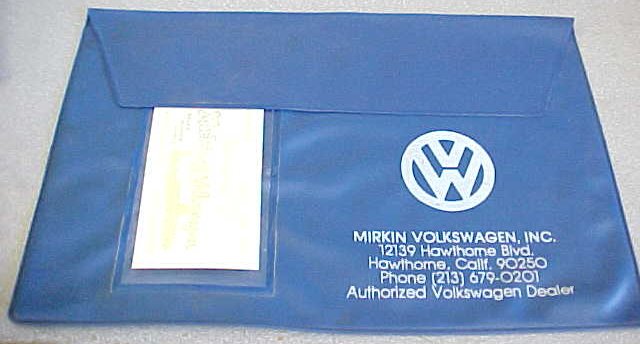 MIRKIN VOLKSWAGEN, INC.
12139 Hawthorne Blvd.
Hawthorne, Calif. 90250
Phone (213) 679-0201
Authorized Volkswagen Dealer